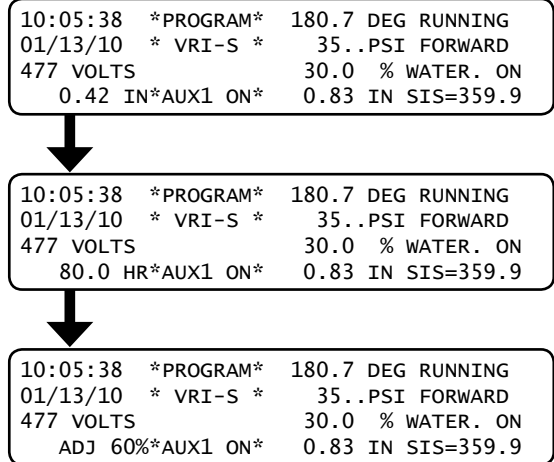 10:05:38 *PROGRAM* 180.7 DEG RUNNING
01/13/10 * VRI-S * 35..PSI FORWARD
477 VOLTS 30.0 % WATER. ON
0.42 IN*AUX1 ON* 0.83 IN SIS=359.9
10:05:38 *PROGRAM* 180.7 DEG RUNNING
01/13/10 * VRI-S * 35..PSI FORWARD
477 VOLTS 30.0 % WATER. ON
80.0 HR*AUX1 ON* 0.83 IN SIS=359.9
10:05:38 *PROGRAM* 180.7 DEG RUNNING
01/13/10 * VRI-S * 35..PSI FORWARD
477 VOLTS 30.0 % WATER. ON
ADJ 60%*AUX1 ON* 0.83 IN SIS=359.9